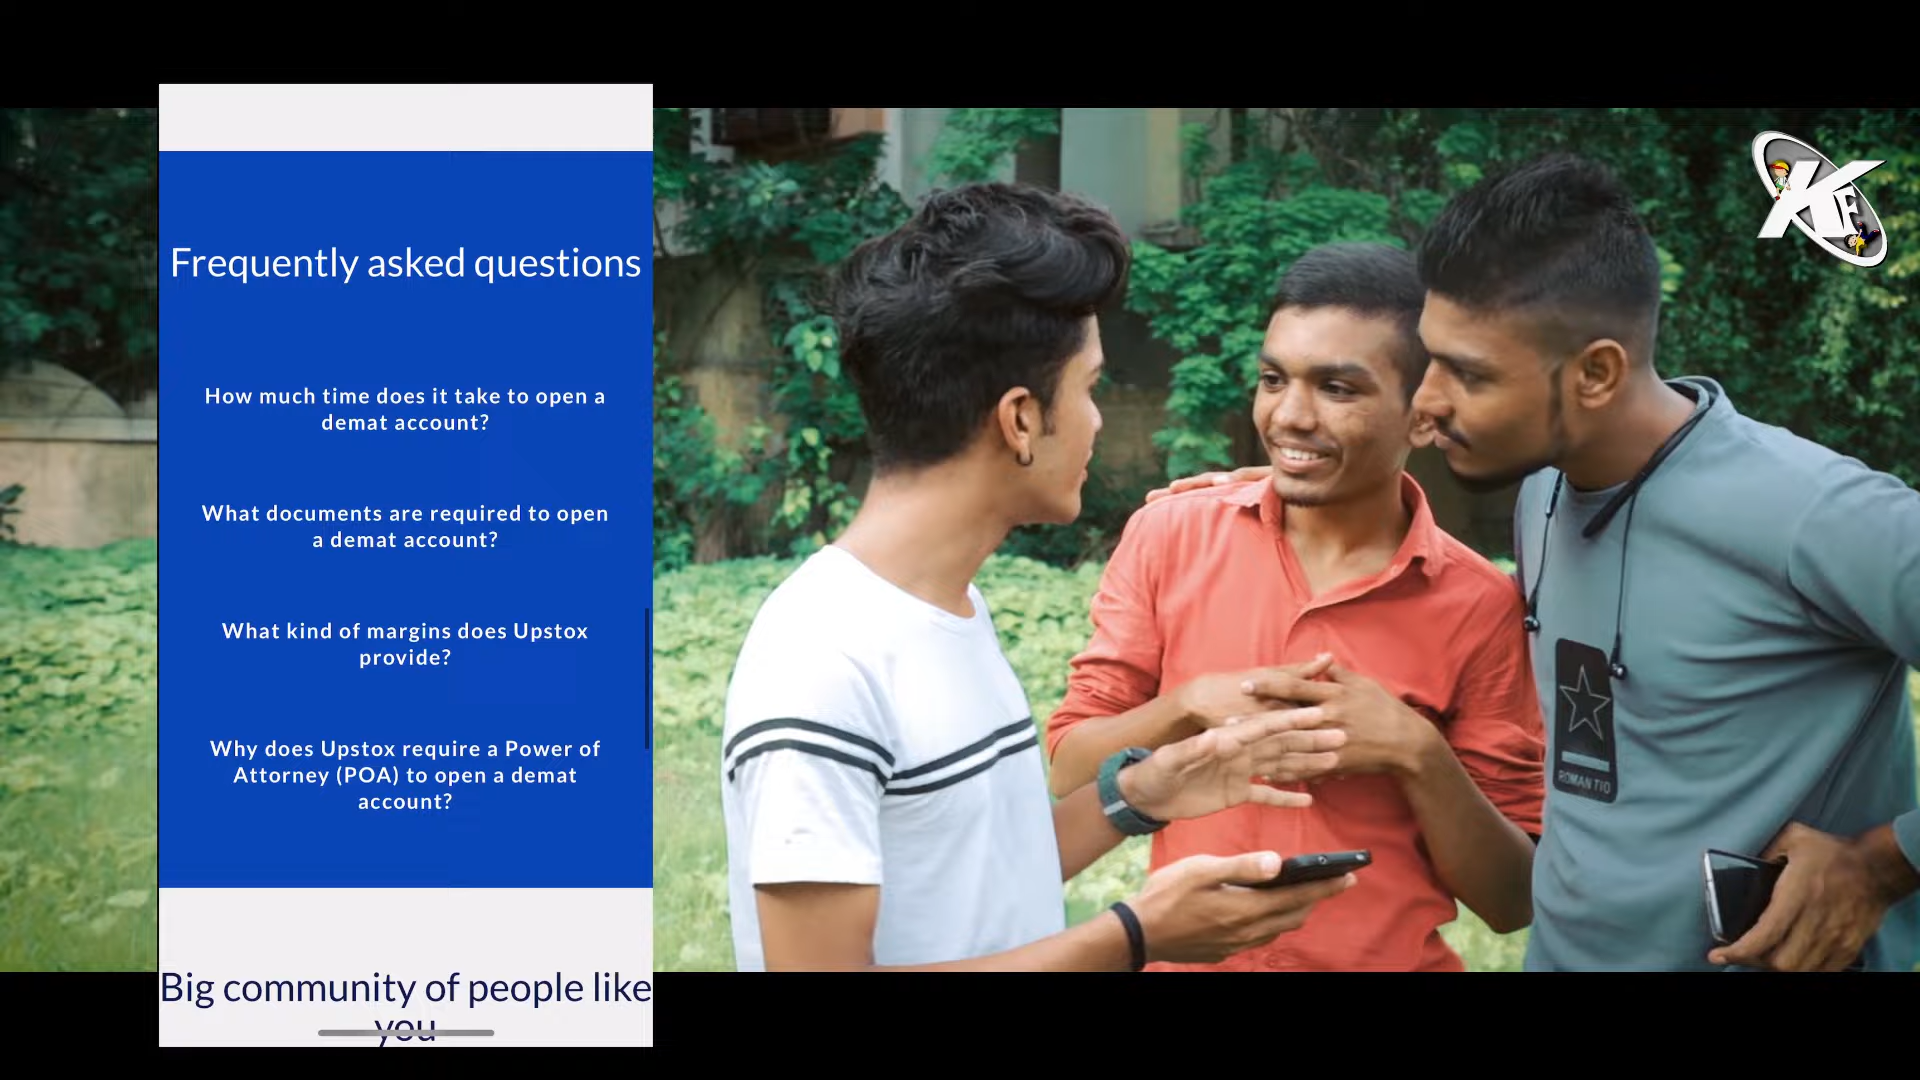 Frequently asked questions
How much time does it take to open a
demat account?
What documents are required to open
a demat account?
What kind of margins does Upstox
provide?
Why does Upstox require a Power of
Attorney (POA) to open a demat
account?
Big community of people like
you
KF
ROMANTIO